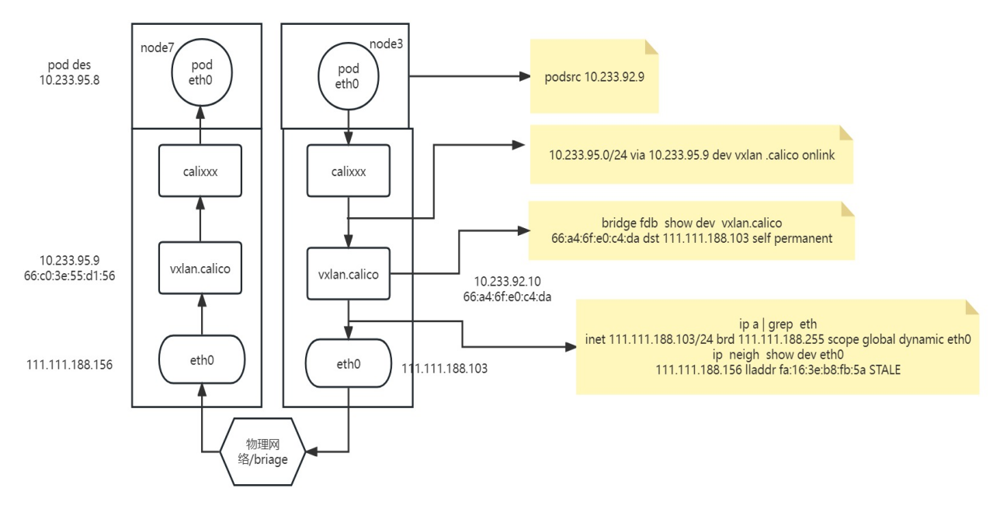 pod des
10.233.95.8
node7
pod
eth0
node3
pod
eth0
podsrc 10.233.92.9
calixxx
calixxx
10.233.95.0/24 via 10.233.95.9 dev vxlan .calico onlink
bridge fdb  show dev  vxlan.calico
66:a4:6f:e0:c4:da dst 111.111.188.103 self permanent
10.233.95.9
66:c0:3e:55:d1:56
vxlan.calico
vxlan.calico
10.233.92.10
66:a4:6f:e0:c4:da
ip a | grep  eth
inet 111.111.188.103/24 brd 111.111.188.255 scope global dynamic eth0
ip  neigh  show dev eth0
111.111.188.156 lladdr fa:16:3e:b8:fb:5a STALE
111.111.188.156
eth0
eth0
111.111.188.103
物理网
络/briage